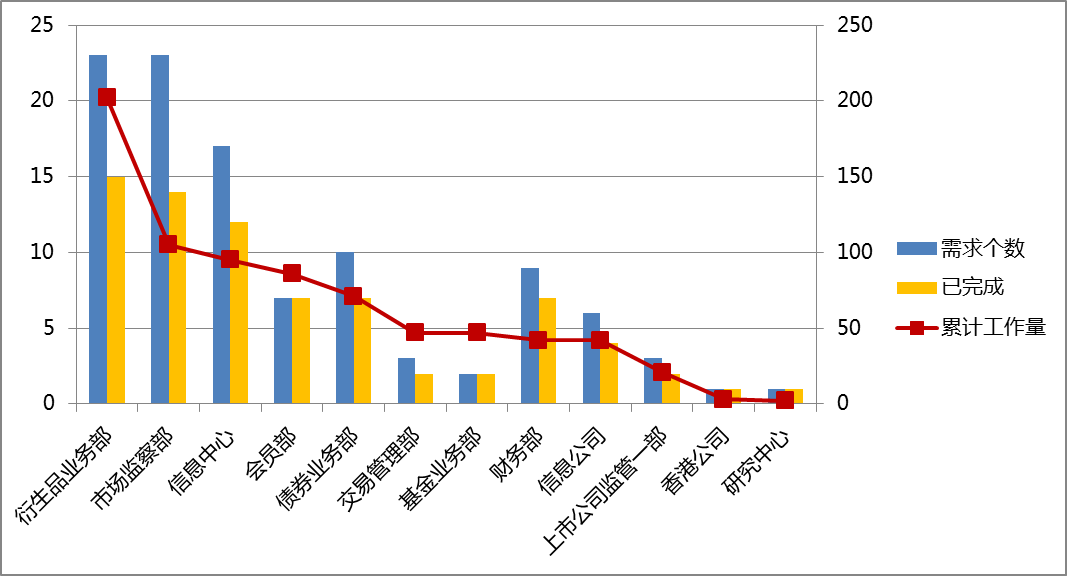 25
20
15
10
5
0
250
200
150
100
50
0
需求个数
已完成
累计工作量
衍生品业务部
市场监察部
信息中心
会员部
债券业务部
交易管理部
基金业务部
财务部
信息公司
上市公司监管一部
香港公司
研究中心